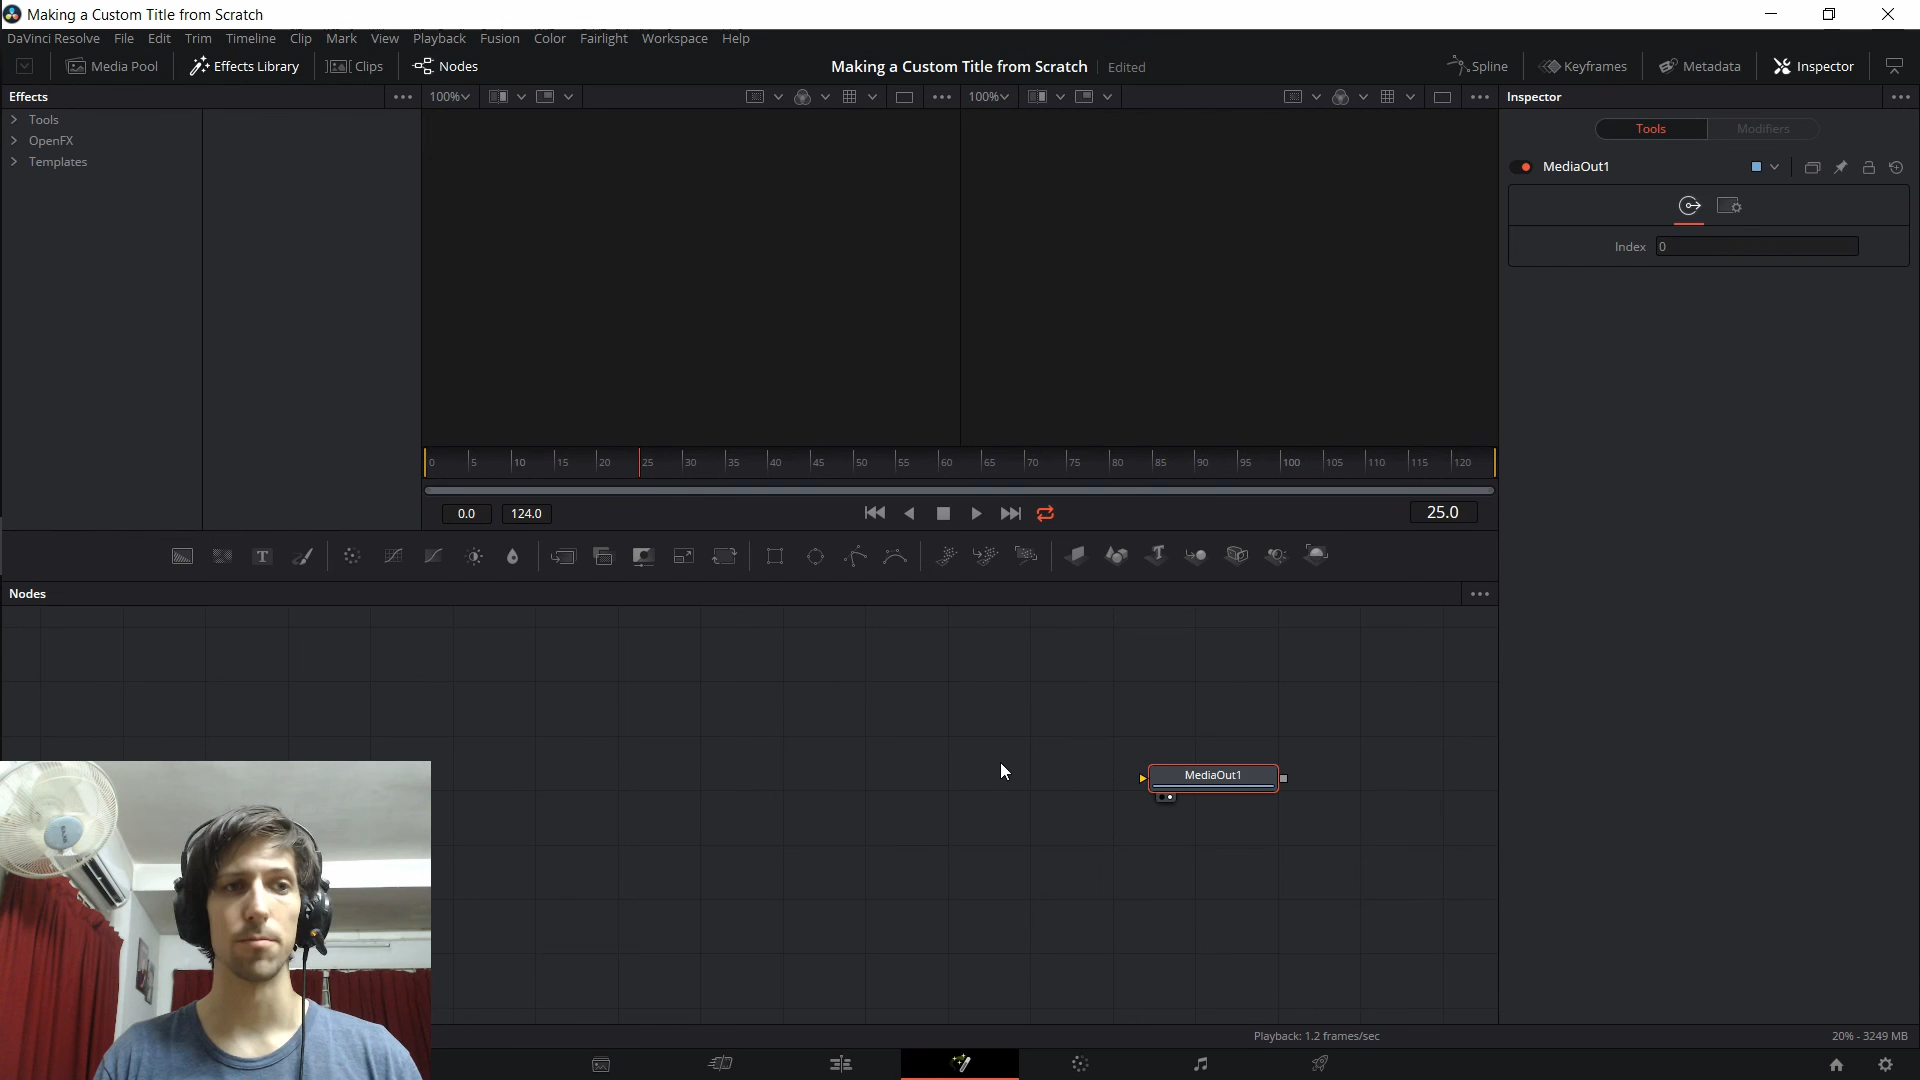 Making a Custom Title from Scratch
DaVinci Resolve File Edit Trim Timeline Clip Mark View Playback Fusion Color Fairlight Workspace Help
Media Pool Effects Library Clips Nodes Making a Custom Title from Scratch Edited Spline Keyframes Metadata Inspector
Effects 100% 100% Inspector
Tools
OpenFX
Templates
Tools Modifiers
MediaOut1
Index 0
0 5 10 15 20 25 30 35 40 45 50 55 60 65 70 75 80 85 90 95 100 105 110 115 120
0.0 124.0 25.0
Nodes
MediaOut1
Playback: 1.2 frames/sec 20% - 3249 MB